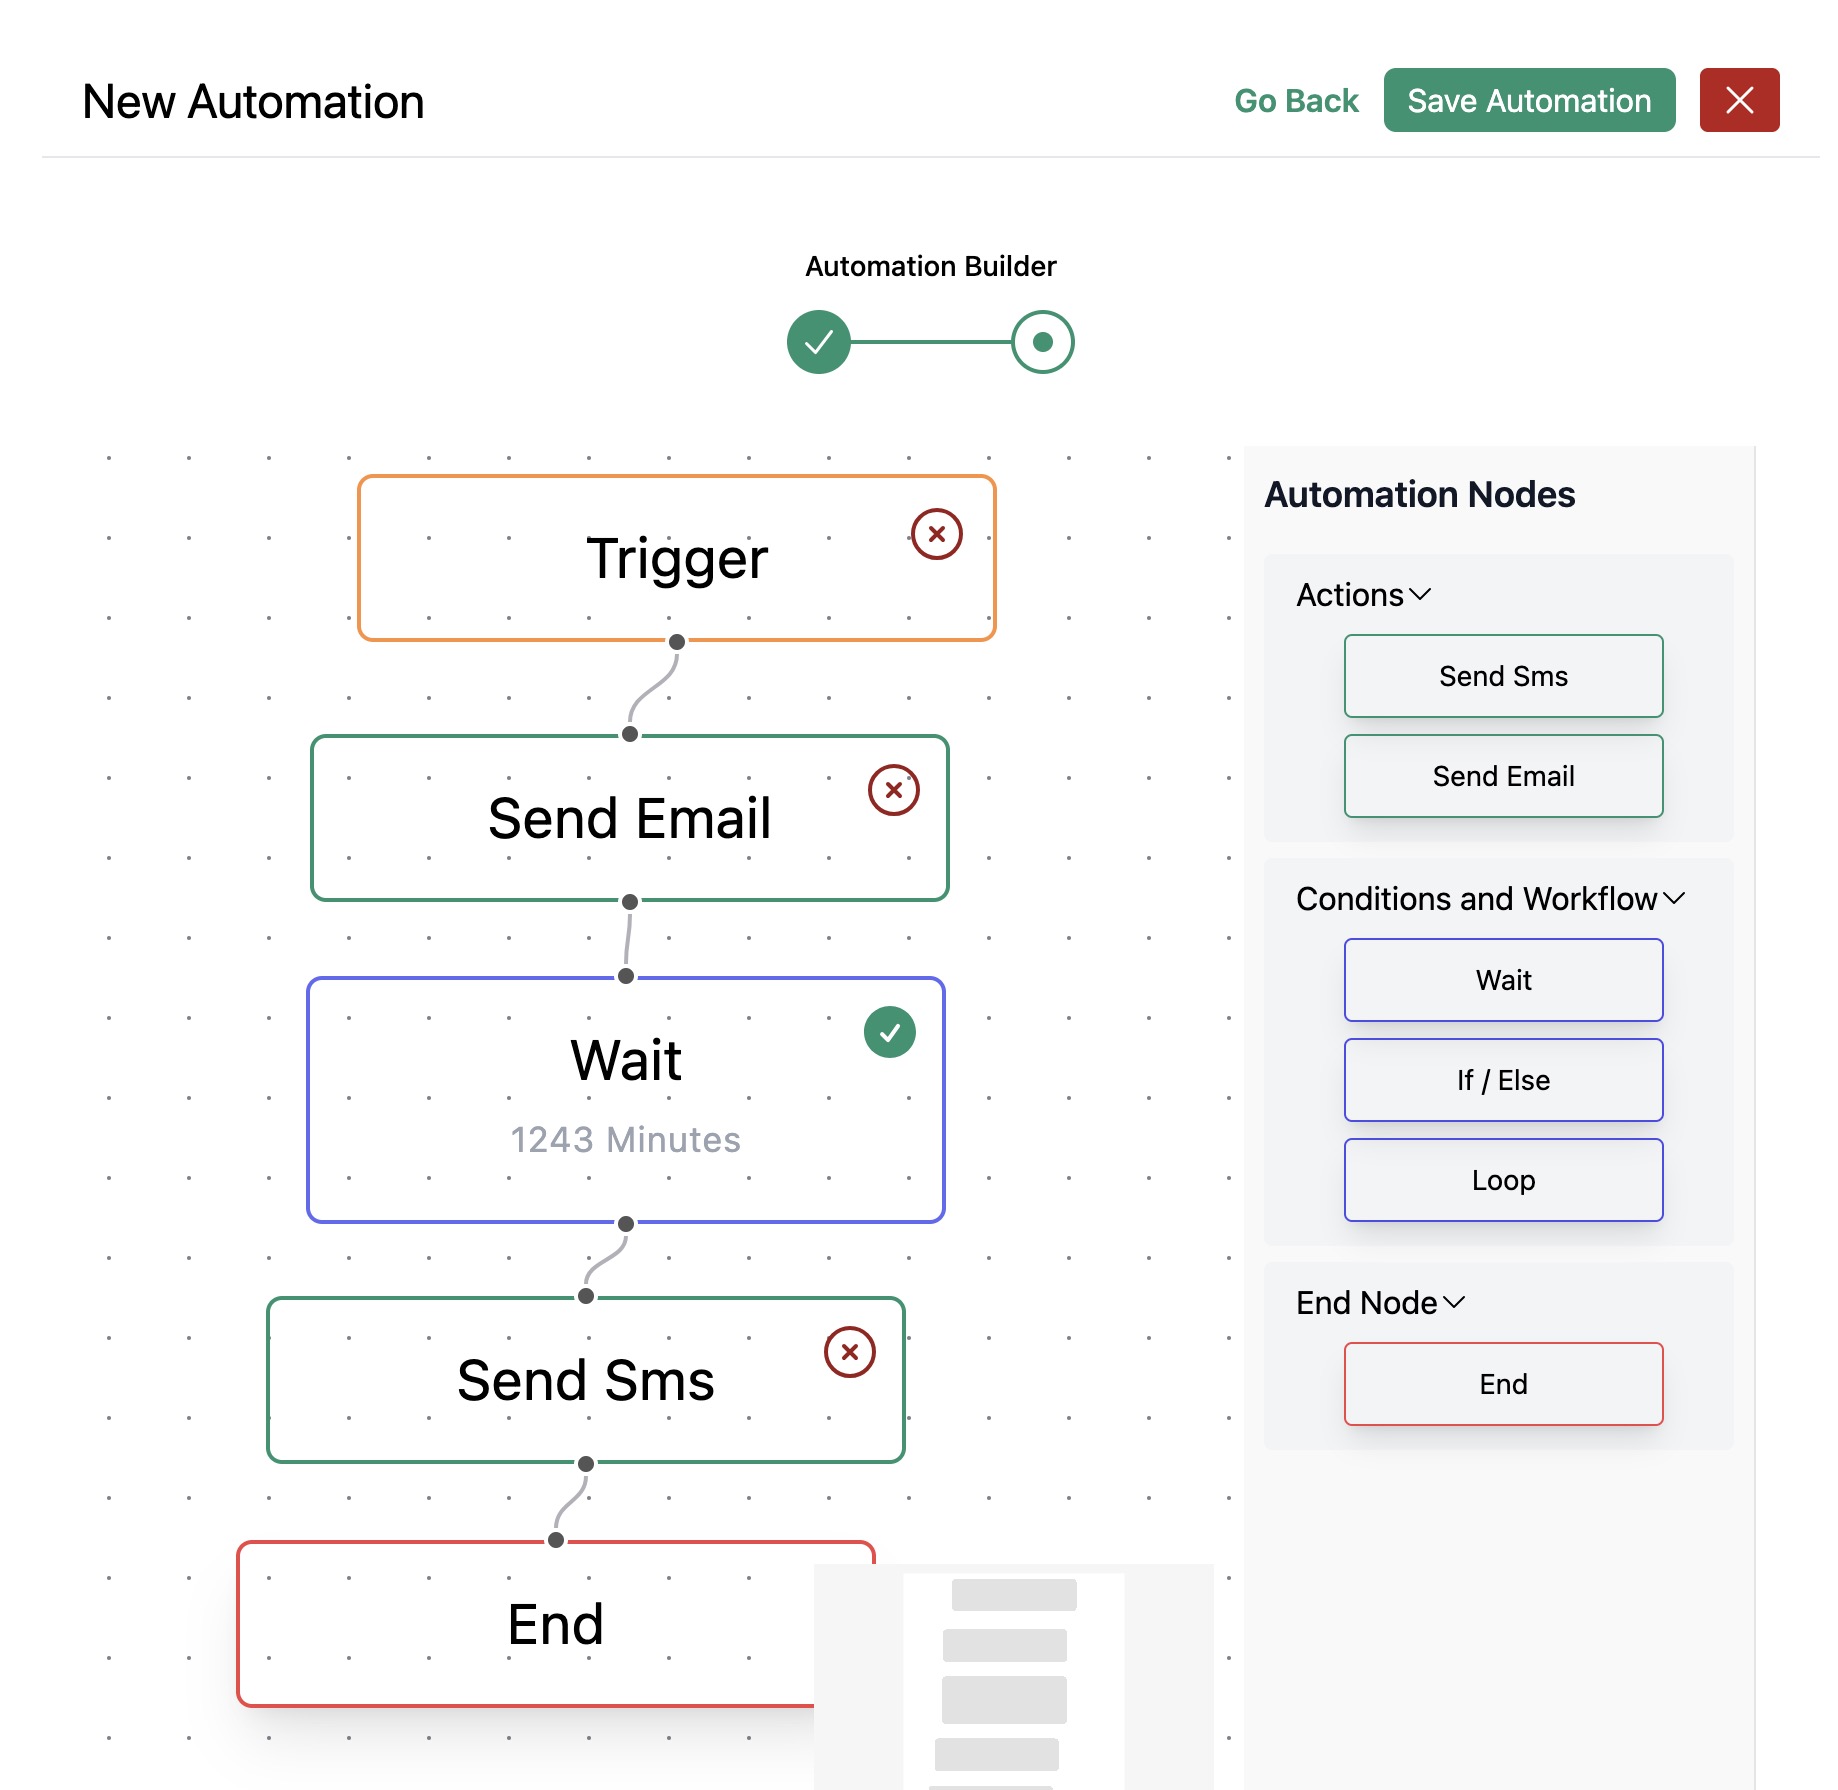 New Automation
Go Back
Save Automation
Automation Builder
Trigger
Send Email
Wait
1243 Minutes
Send Sms
End
Automation Nodes
Actions
Send Sms
Send Email
Conditions and Workflow
Wait
If / Else
Loop
End Node
End